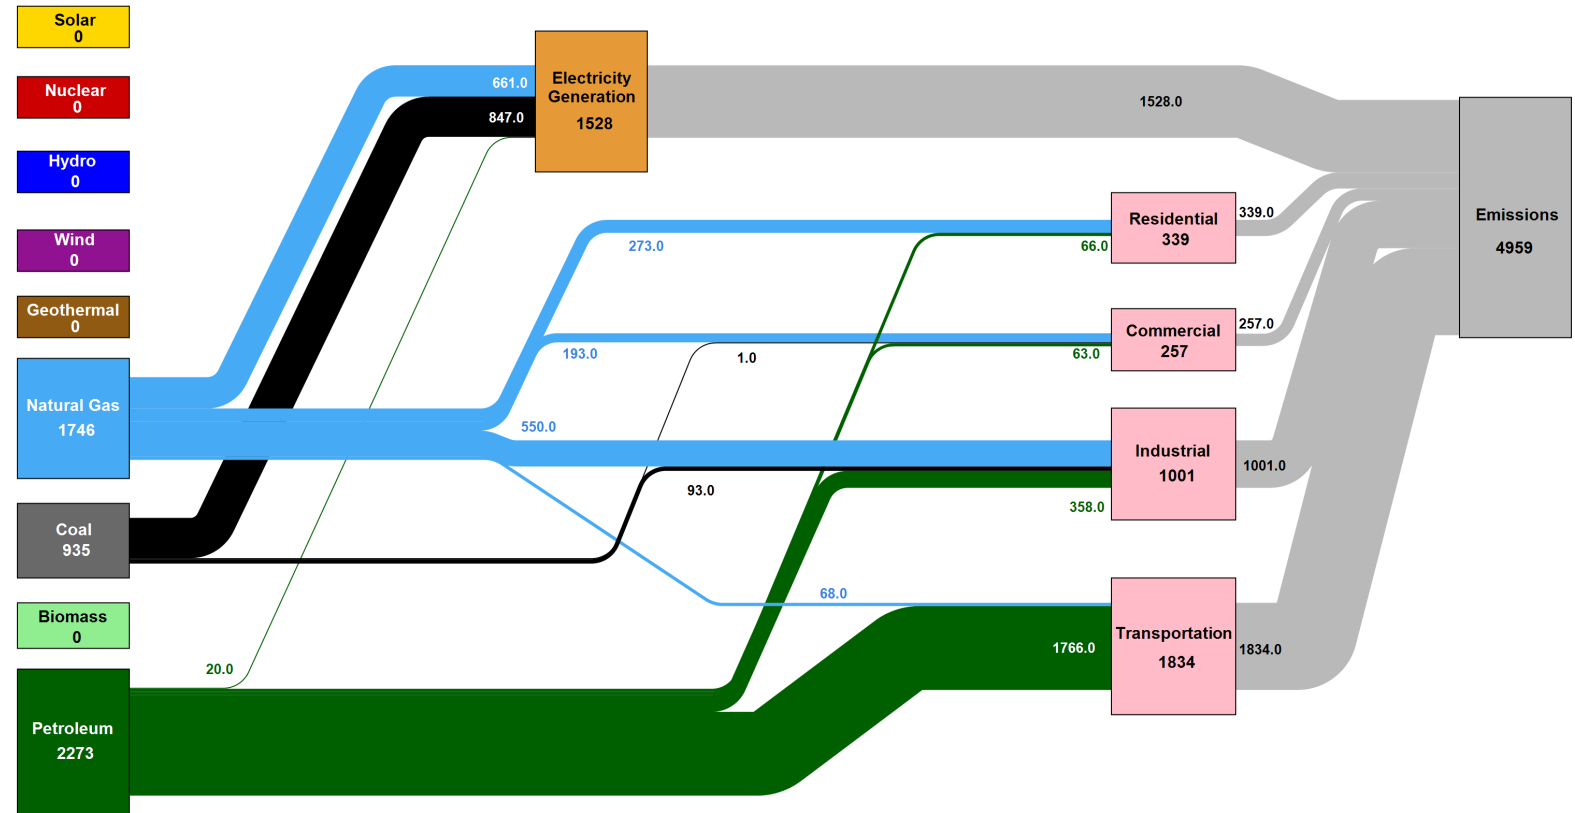 Solar
0
Nuclear
0
Hydro
0
Wind
0
Geothermal
0
Natural Gas
1746
Coal
935
Biomass
0
Petroleum
2273
661.0
847.0
20.0
Electricity
Generation
1528
273.0
193.0
1.0
550.0
93.0
68.0
66.0
63.0
358.0
1766.0
1528.0
Residential
339
339.0
Commercial
257
257.0
Industrial
1001
1001.0
Transportation
1834
1834.0
Emissions
4959